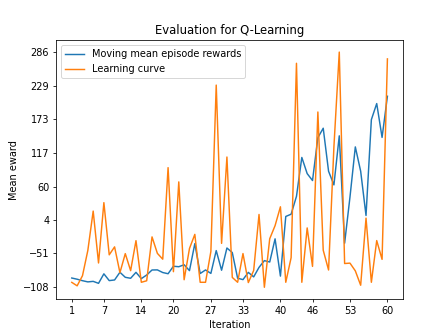 Evaluation for Q-Learning
Moving mean episode rewards
Learning curve
Mean eward
286
229
173
117
60
4
−51
−108
1 7 14 20 27 33 40 46 53 60
Iteration